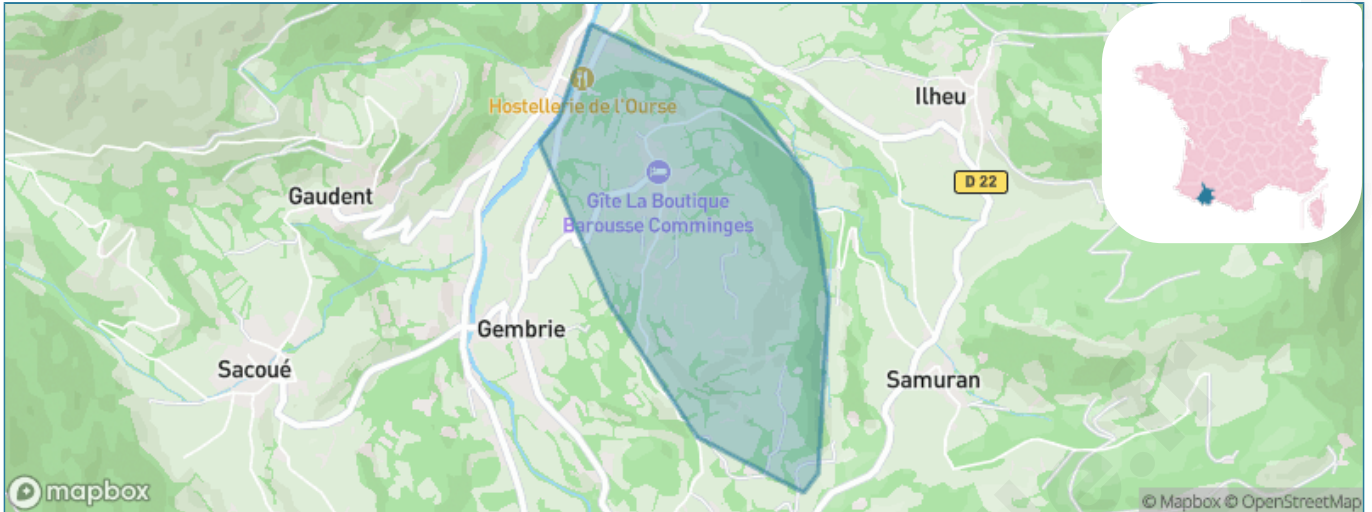 Ilheu
Hostellerie de l'Ourse
D 22
Gaudent
Gîte La Boutique
Barousse Comminges
Gembrie
Sacoué
Samuran
mapbox
© Mapbox © OpenStreetMap